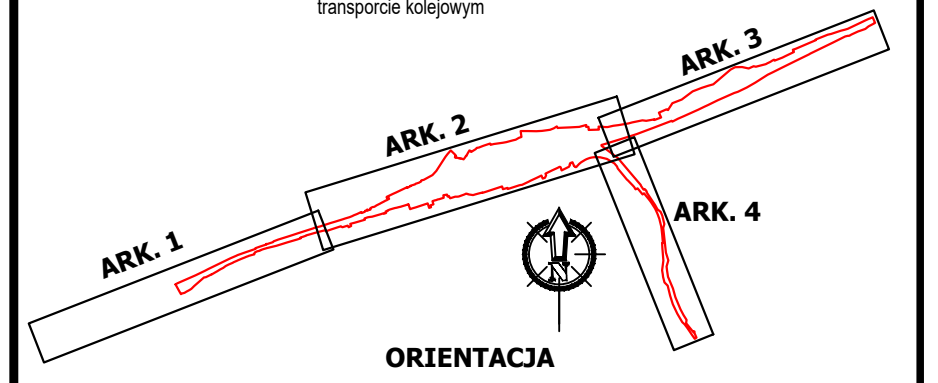 transporcie kolejowym
ARK. 3
ARK. 2
ARK. 4
ARK. 1
N
ORIENTACJA